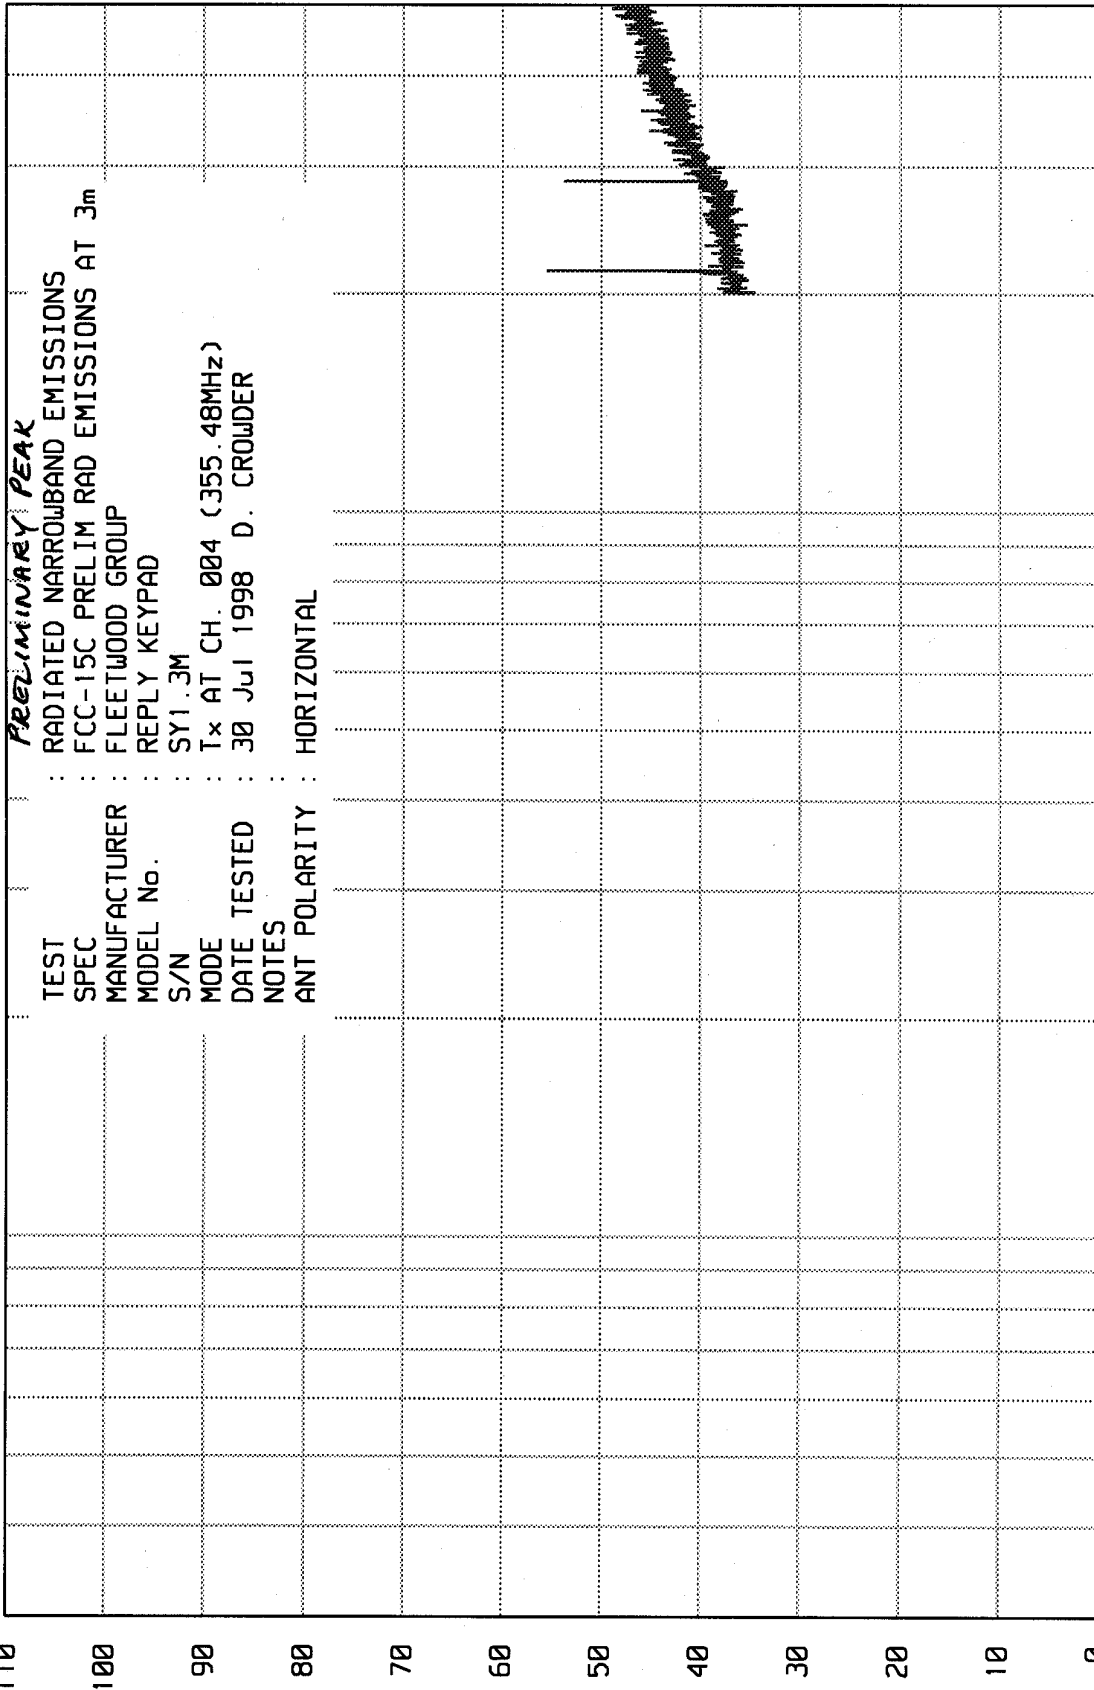 PRELIMINARY PEAK
TEST : RADIATED NARROWBAND EMISSIONS
SPEC : FCC-15C PRELIM RAD EMISSIONS AT 3m
MANUFACTURER : FLEETWOOD GROUP
MODEL No. : REPLY KEYPAD
S/N : SY1.3M
MODE : Tx AT CH. 004 (355.48MHz)
DATE TESTED : 30 Jul 1998 D. CROWDER
NOTES :
ANT POLARITY : HORIZONTAL
110
100
90
80
70
60
50
40
30
20
10
0